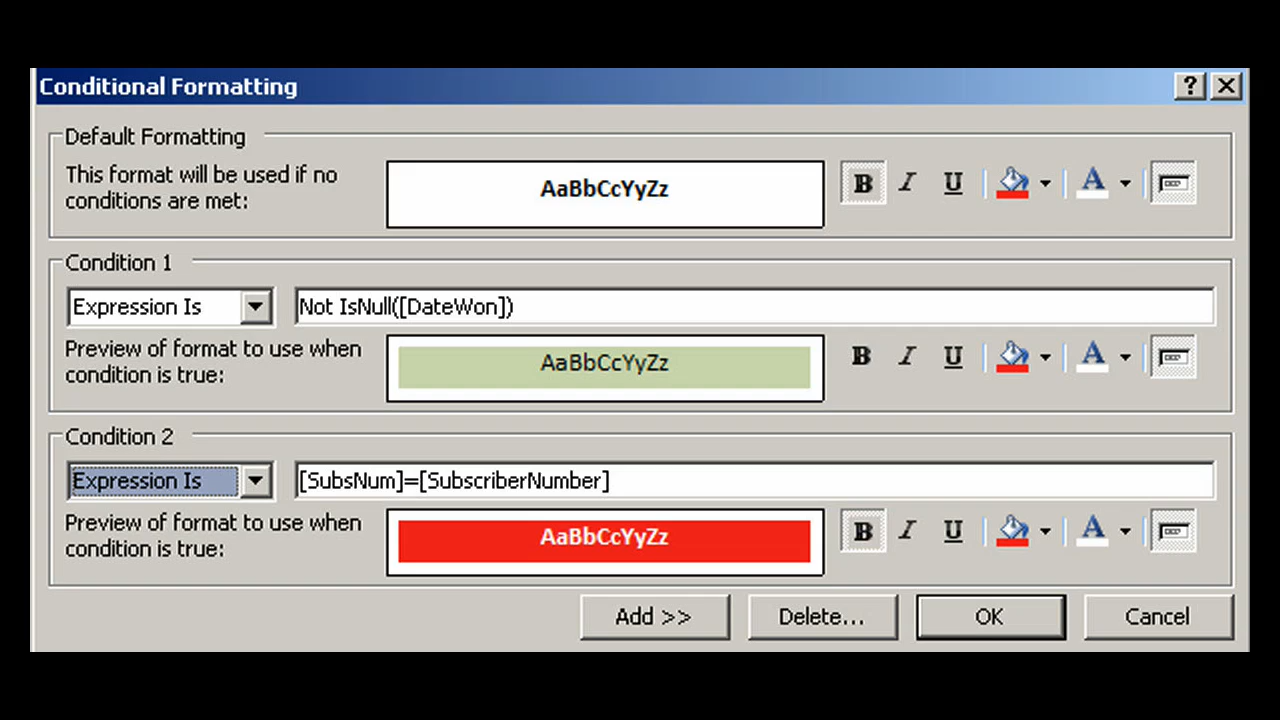 Conditional Formatting
?
Default Formatting
This format will be used if no
conditions are met:
AaBbCcYyZz
B I U A
Condition 1
Expression Is
Not IsNull([DateWon])
Preview of format to use when
condition is true:
AaBbCcYyZz
B I U A
Condition 2
Expression Is
[SubsNum]=[SubscriberNumber]
Preview of format to use when
condition is true:
AaBbCcYyZz
B I U A
Add >> Delete... OK Cancel